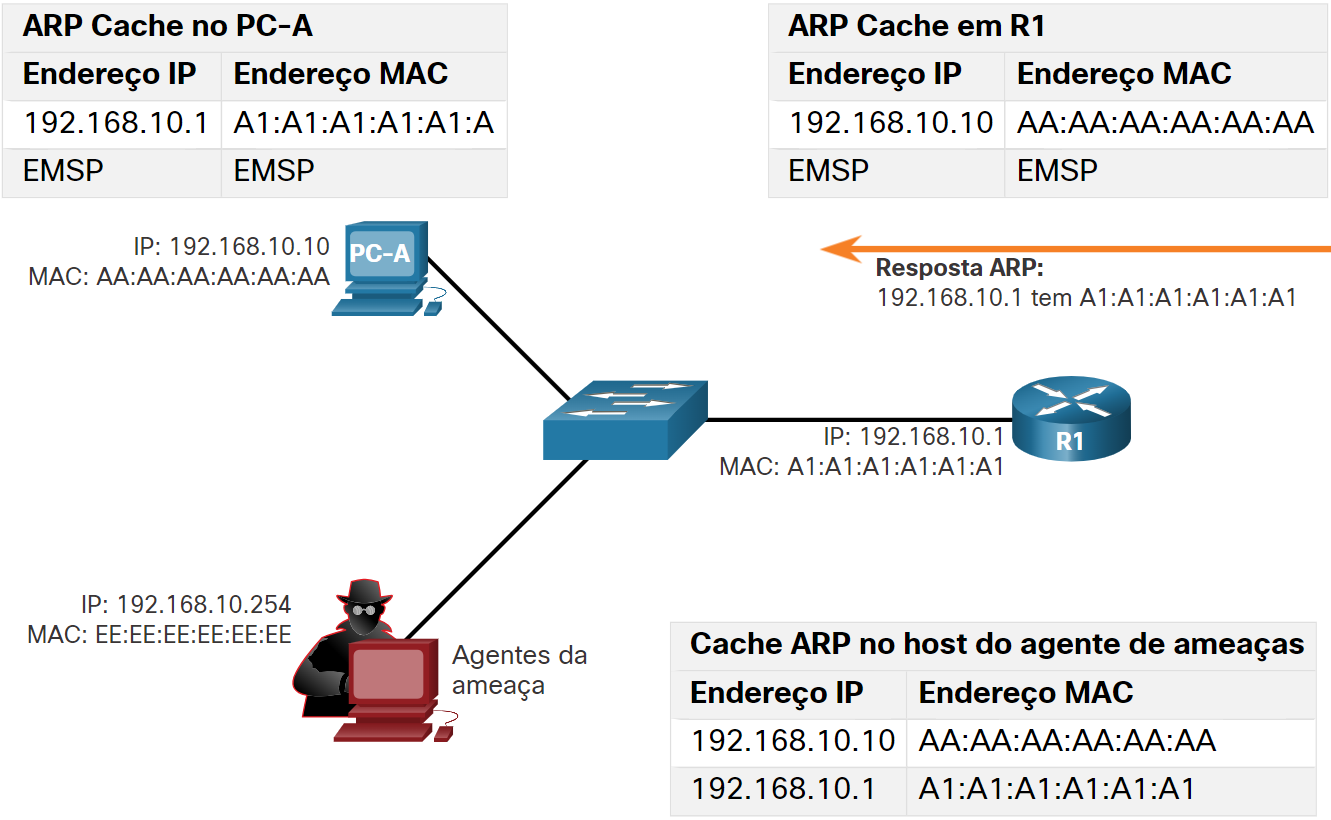 ARP Cache no PC-A
Endereço IP Endereço MAC
192.168.10.1 A1:A1:A1:A1:A1:A
EMSP EMSP
ARP Cache em R1
Endereço IP Endereço MAC
192.168.10.10 AA:AA:AA:AA:AA:AA
EMSP EMSP
IP: 192.168.10.10
MAC: AA:AA:AA:AA:AA:AA
PC-A
Resposta ARP:
192.168.10.1 tem A1:A1:A1:A1:A1:A1
IP: 192.168.10.1
MAC: A1:A1:A1:A1:A1:A1
R1
IP: 192.168.10.254
MAC: EE:EE:EE:EE:EE:EE
Agentes da
ameaça
Cache ARP no host do agente de ameaças
Endereço IP Endereço MAC
192.168.10.10 AA:AA:AA:AA:AA:AA
192.168.10.1 A1:A1:A1:A1:A1:A1